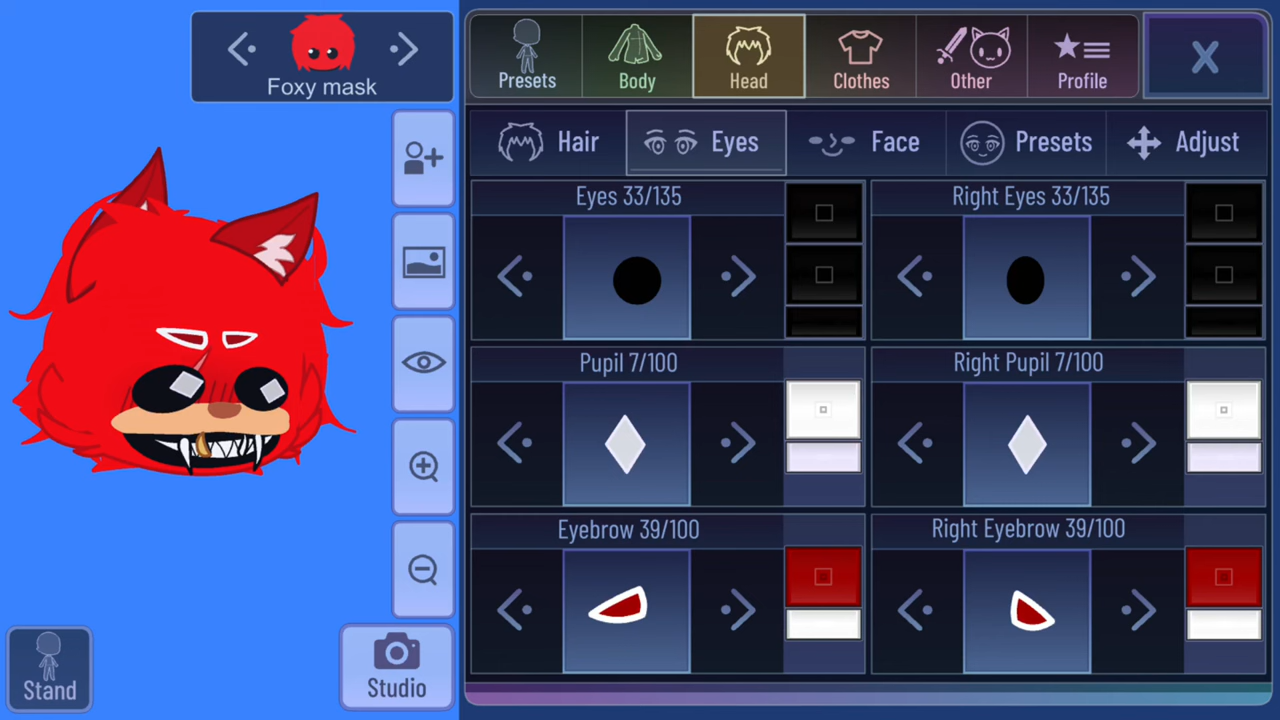 Foxy mask
Presets
Body
Head
Clothes
Other
Profile
X
Hair
Eyes
Face
Presets
Adjust
Eyes 33/135
Right Eyes 33/135
Pupil 7/100
Right Pupil 7/100
Eyebrow 39/100
Right Eyebrow 39/100
Stand
Studio